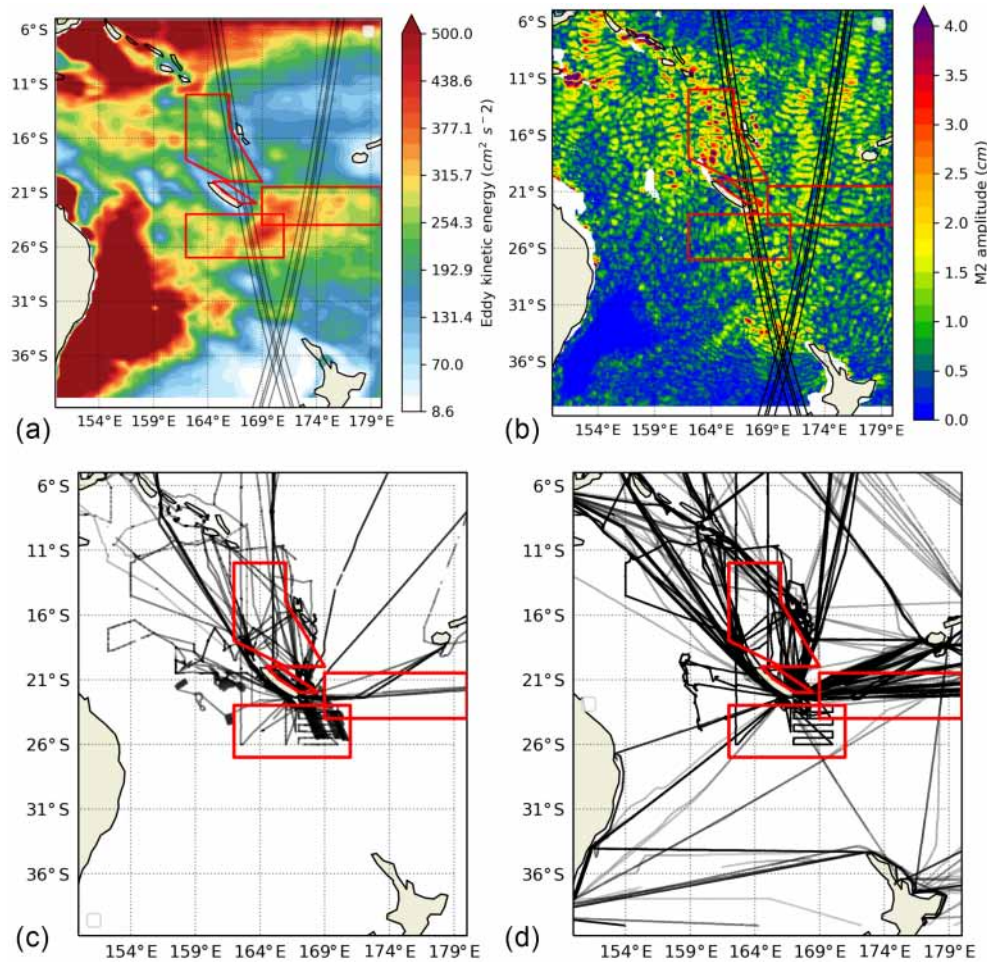 6°S
11°S
16°S
21°S
26°S
31°S
36°S
154°E 159°E 164°E 169°E 174°E 179°E
500.0
438.6
377.1
315.7
254.3
192.9
131.4
70.0
8.6
Eddy kinetic energy (cm² s−2)
(a)
6°S
11°S
16°S
21°S
26°S
31°S
36°S
154°E 159°E 164°E 169°E 174°E 179°E
4.0
3.5
3.0
2.5
2.0
1.5
1.0
0.5
0.0
M2 amplitude (cm)
(b)
6°S
11°S
16°S
21°S
26°S
31°S
36°S
154°E 159°E 164°E 169°E 174°E 179°E
(c)
6°S
11°S
16°S
21°S
26°S
31°S
36°S
154°E 159°E 164°E 169°E 174°E 179°E
(d)